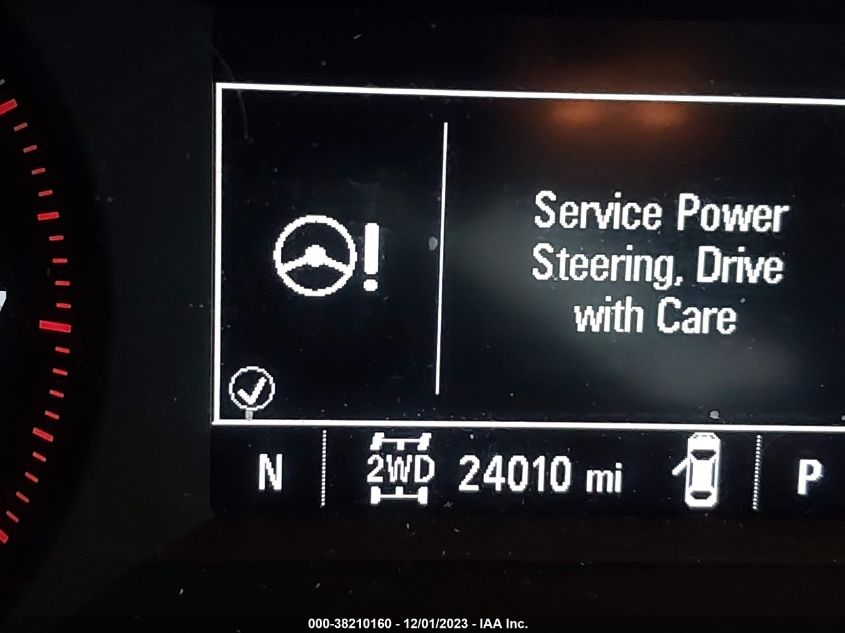 Service Power
Steering, Drive
with Care
N 2WD 24010 mi P
000-38210160 - 12/01/2023 - IAA Inc.